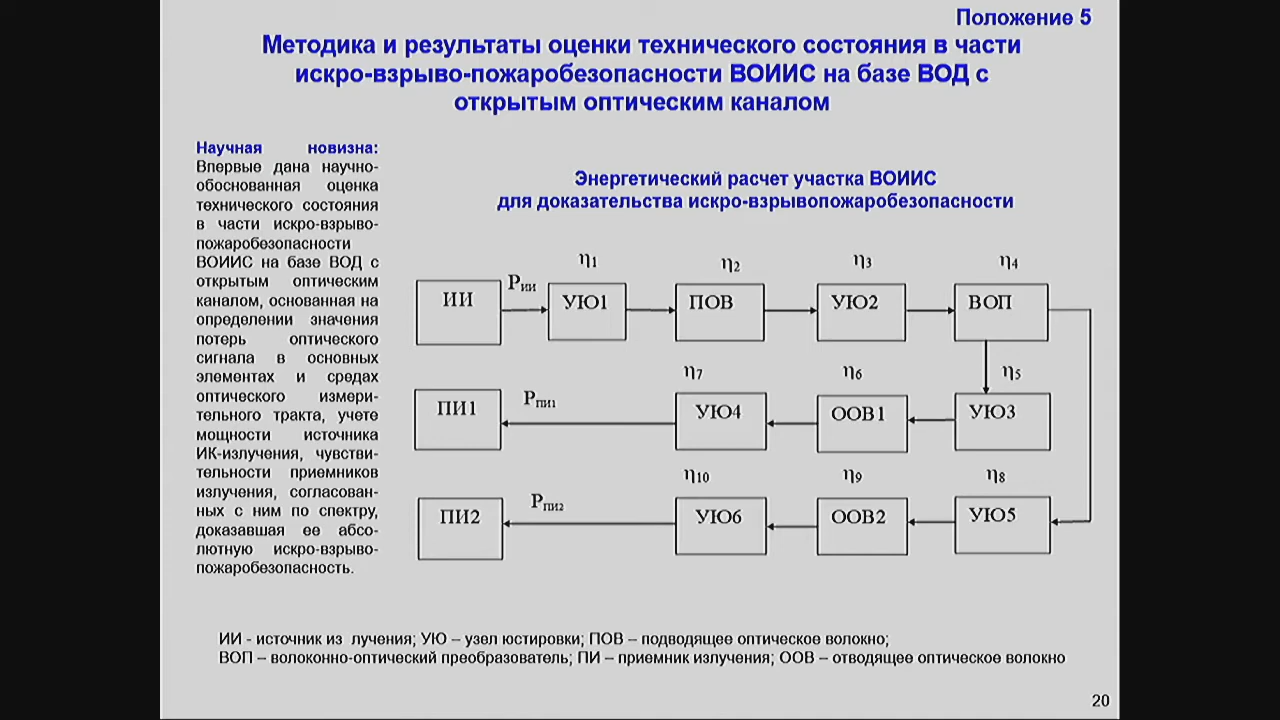 Положение 5
Методика и результаты оценки технического состояния в части
искро-взрыво-пожаробезопасности ВОИИС на базе ВОД с
открытым оптическим каналом
Научная новизна:
Впервые дана научно-
обоснованная оценка
технического состояния
в части искро-взрыво-
пожаробезопасности
ВОИИС на базе ВОД с
открытым оптическим
каналом, основанная на
определении значения
потерь оптического
сигнала в основных
элементах и средах
оптического измери-
тельного тракта, учете
мощности источника
ИК-излучения, чувстви-
тельности приемников
излучения, согласован-
ных с ним по спектру,
доказавшая ее абсо-
лютную искро-взрыво-
пожаробезопасность.
Энергетический расчет участка ВОИИС
для доказательства искро-взрывопожаробезопасности
η1 η2 η3 η4
ИИ Pии УЮ1 ПОВ УЮ2 ВОП
η7 η6 η5
ПИ1 Pпи1 УЮ4 ООВ1 УЮ3
η10 η9 η8
ПИ2 Pпи2 УЮ6 ООВ2 УЮ5
ИИ - источник из лучения; УЮ – узел юстировки; ПОВ – подводящее оптическое волокно;
ВОП – волоконно-оптический преобразователь; ПИ – приемник излучения; ООВ – отводящее оптическое волокно
20